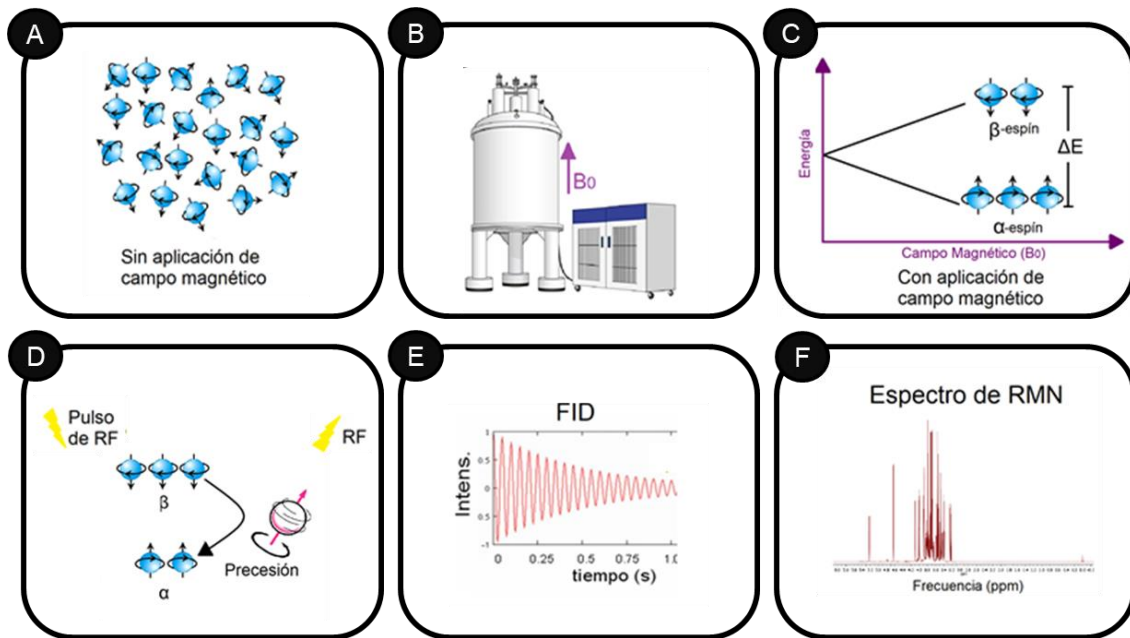 A
Sin aplicación de
campo magnético
B
B0
C
Energía
β-espín
ΔE
α-espín
Campo Magnético (B0)
Con aplicación de
campo magnético
D
Pulso
de RF
RF
β
Precesión
α
E
FID
Intens.
1
0.5
0
0.5
-1
0
0.25
0.5
0.75
1.0
tiempo (s)
F
Espectro de RMN
Frecuencia (ppm)